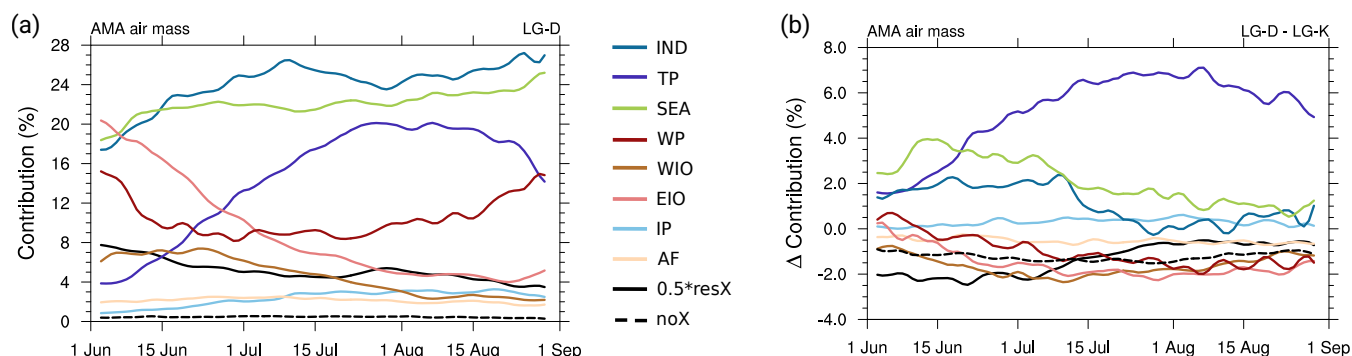 (a)
AMA air mass
LG-D
Contribution (%)
28
24
20
16
12
8
4
0
1 Jun
15 Jun
1 Jul
15 Jul
1 Aug
15 Aug
1 Sep
IND
TP
SEA
WP
WIO
EIO
IP
AF
0.5*resX
noX
(b)
AMA air mass
LG-D - LG-K
Δ Contribution (%)
8.0
6.0
4.0
2.0
0.0
-2.0
-4.0
1 Jun
15 Jun
1 Jul
15 Jul
1 Aug
15 Aug
1 Sep